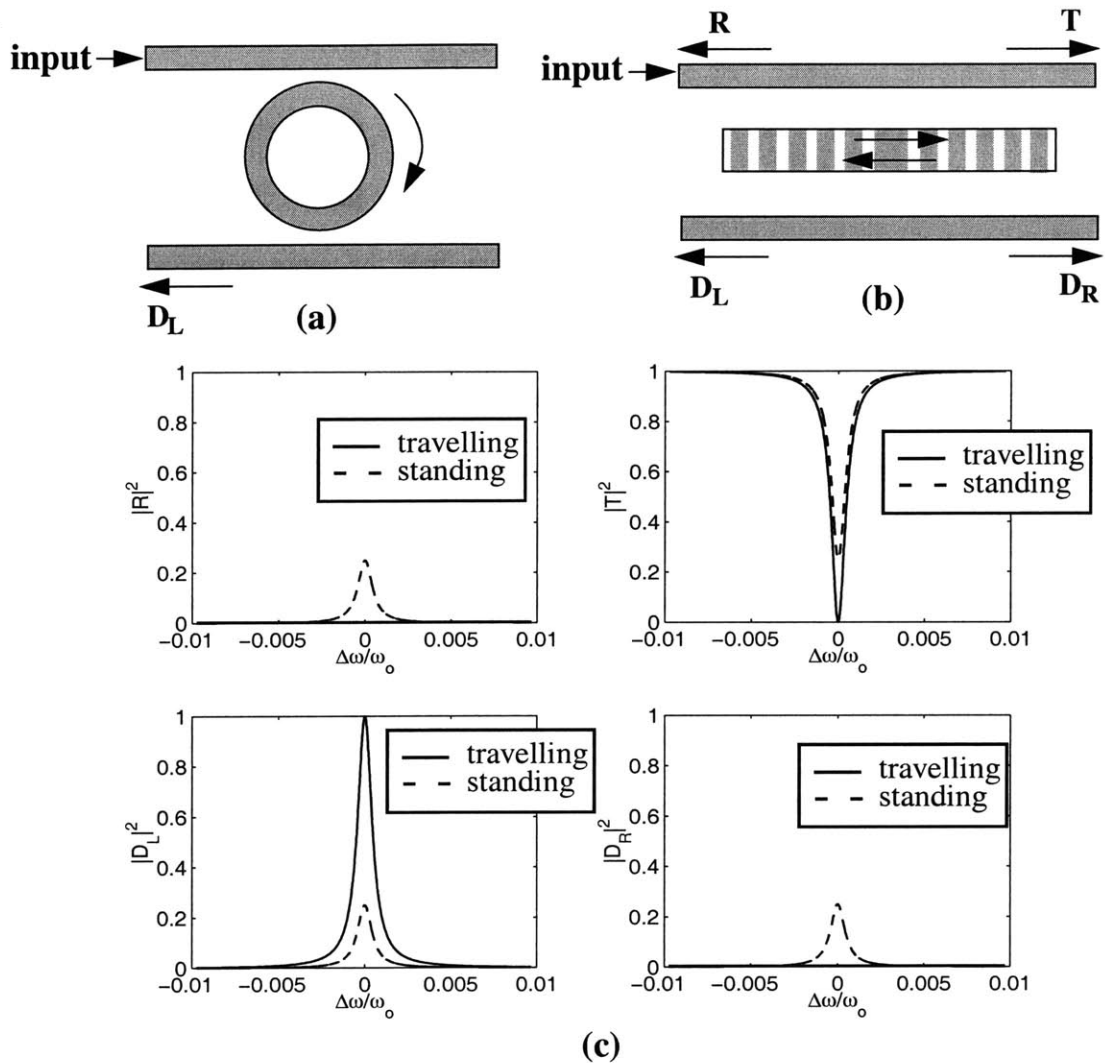 input
D_L
(a)
R
T
input
D_L
D_R
(b)
1
0.8
0.6
0.4
0.2
0
|R|²
travelling
standing
−0.01
−0.005
0
0.005
0.01
Δω/ω_o
1
0.8
0.6
0.4
0.2
0
|T|²
travelling
standing
−0.01
−0.005
0
0.005
0.01
Δω/ω_o
1
0.8
0.6
0.4
0.2
0
|D_L|²
travelling
standing
−0.01
−0.005
0
0.005
0.01
Δω/ω_o
1
0.8
0.6
0.4
0.2
0
|D_R|²
travelling
standing
−0.01
−0.005
0
0.005
0.01
Δω/ω_o
(c)